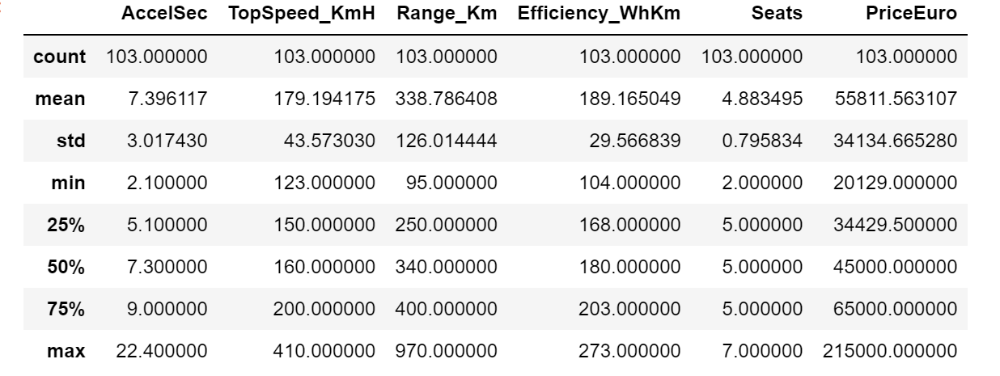 AccelSec TopSpeed_KmH Range_Km Efficiency_WhKm Seats PriceEuro
count 103.000000 103.000000 103.000000 103.000000 103.000000 103.000000
mean 7.396117 179.194175 338.786408 189.165049 4.883495 55811.563107
std 3.017430 43.573030 126.014444 29.566839 0.795834 34134.665280
min 2.100000 123.000000 95.000000 104.000000 2.000000 20129.000000
25% 5.100000 150.000000 250.000000 168.000000 5.000000 34429.500000
50% 7.300000 160.000000 340.000000 180.000000 5.000000 45000.000000
75% 9.000000 200.000000 400.000000 203.000000 5.000000 65000.000000
max 22.400000 410.000000 970.000000 273.000000 7.000000 215000.000000